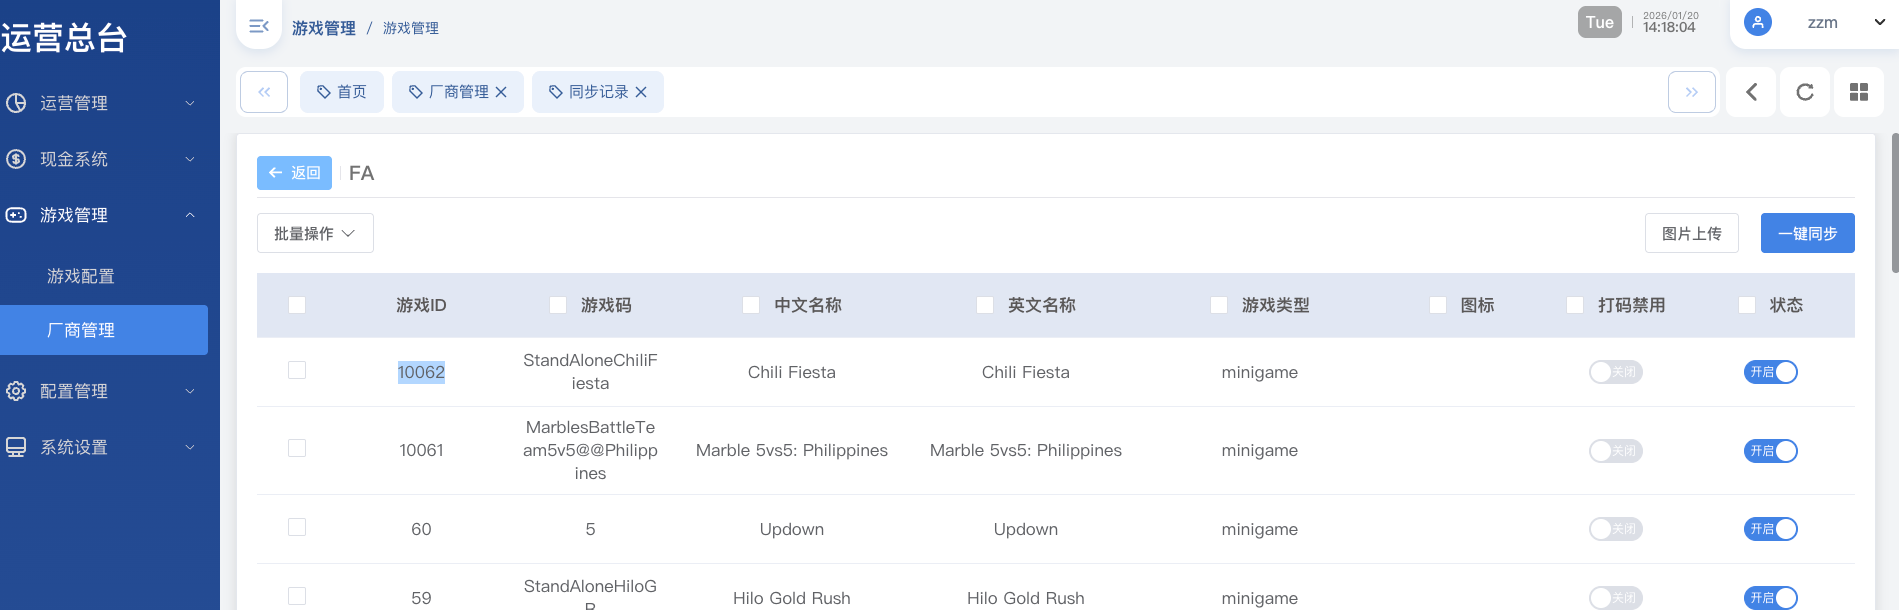 运营总台
运营管理
现金系统
游戏管理
游戏配置
厂商管理
配置管理
系统设置
游戏管理 / 游戏管理
Tue
2026/01/20
14:18:04
zzm
首页
厂商管理
同步记录
返回
FA
批量操作
图片上传
一键同步
游戏ID 游戏码 中文名称 英文名称 游戏类型 图标 打码禁用 状态
10062 StandAloneChiliFiesta Chili Fiesta Chili Fiesta minigame 关闭 开启
10061 MarblesBattleTeam5v5@@Philippines Marble 5vs5: Philippines Marble 5vs5: Philippines minigame 关闭 开启
60 5 Updown Updown minigame 关闭 开启
59 StandAloneHiloG Hilo Gold Rush Hilo Gold Rush minigame 关闭 开启